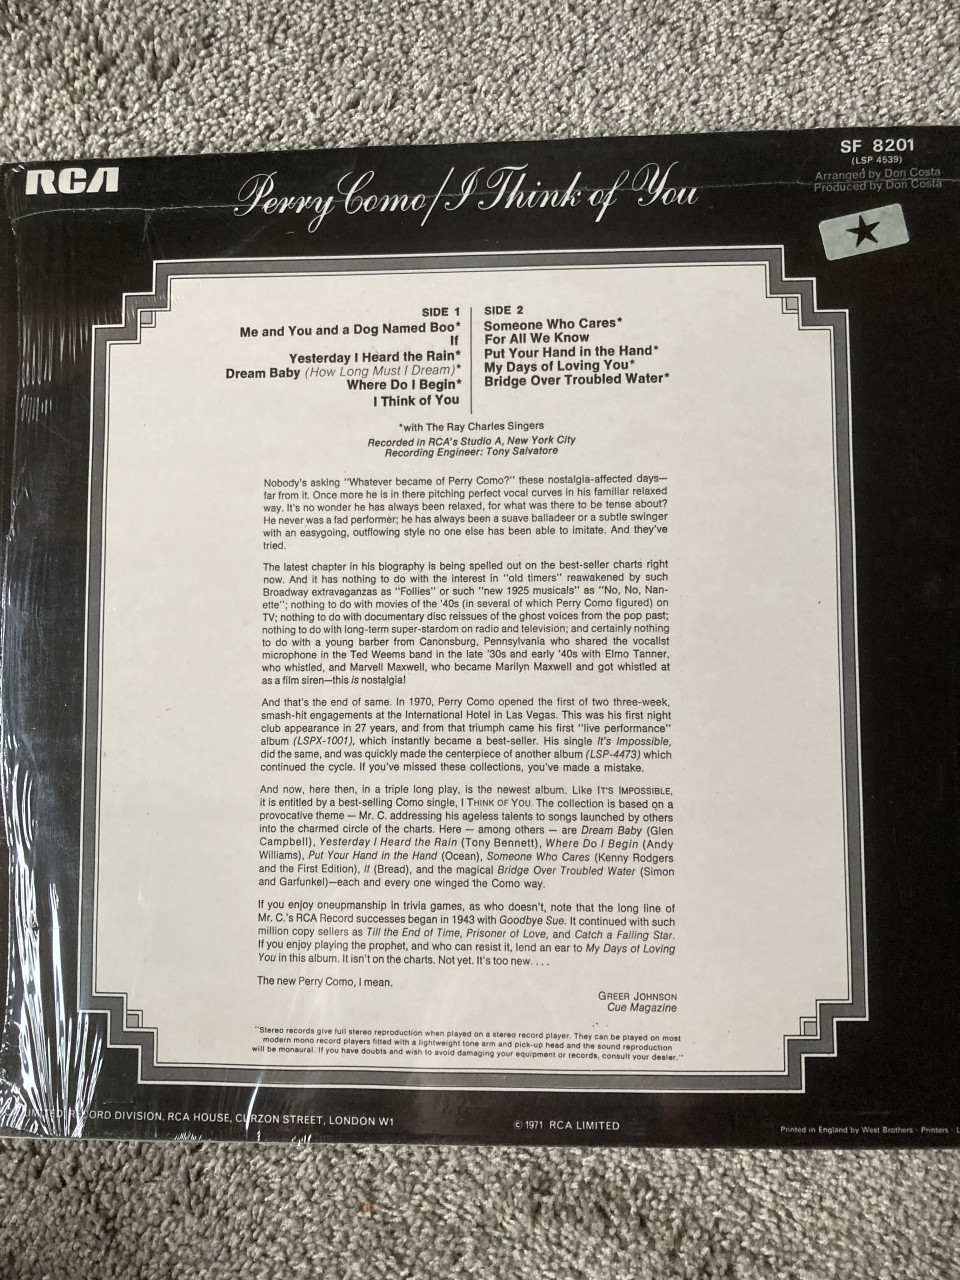 RCA
Perry Como/I Think of You
SF 8201
(LSP 4539)
Arranged by Don Costa
Produced by Don Costa
SIDE 1
Me and You and a Dog Named Boo*
If
Yesterday I Heard the Rain*
Dream Baby (How Long Must I Dream)*
Where Do I Begin*
I Think of You
SIDE 2
Someone Who Cares*
For All We Know
Put Your Hand in the Hand*
My Days of Loving You*
Bridge Over Troubled Water*
*with The Ray Charles Singers
Recorded in RCA's Studio A, New York City
Recording Engineer: Tony Salvatore
Nobody's asking "Whatever became of Perry Como?" these nostalgia-affected days—
far from it. Once more he is in there pitching perfect vocal curves in his familiar relaxed
way. It's no wonder he has always been relaxed, for what was there to be tense about?
He never was a fad performer; he has always been a suave balladeer or a subtle swinger
with an easygoing, outflowing style no one else has been able to imitate. And they've
tried.
The latest chapter in his biography is being spelled out on the best-seller charts right
now. And it has nothing to do with the interest in "old timers" reawakened by such
Broadway extravaganzas as "Follies" or such "new 1925 musicals" as "No, No, Nan-
ette"; nothing to do with movies of the '40s (in several of which Perry Como figured) on
TV; nothing to do with documentary disc reissues of the ghost voices from the pop past;
nothing to do with long-term super-stardom on radio and television; and certainly nothing
to do with a young barber from Canonsburg, Pennsylvania who shared the vocalist
microphone in the Ted Weems band in the late '30s and early '40s with Elmo Tanner,
who whistled, and Marvell Maxwell, who became Marilyn Maxwell and got whistled at
as a film siren—this is nostalgia!
And that's the end of same. In 1970, Perry Como opened the first of two three-week,
smash-hit engagements at the International Hotel in Las Vegas. This was his first night
club appearance in 27 years, and from that triumph came his first "live performance"
album (LSPX-1001), which instantly became a best-seller. His single It's Impossible,
did the same, and was quickly made the centerpiece of another album (LSP-4473) which
continued the cycle. If you've missed these collections, you've made a mistake.
And now, here then, in a triple long play, is the newest album. Like IT'S IMPOSSIBLE,
it is entitled by a best-selling Como single, I THINK OF YOU. The collection is based on a
provocative theme — Mr. C. addressing his ageless talents to songs launched by others
into the charmed circle of the charts. Here — among others — are Dream Baby (Glen
Campbell), Yesterday I Heard the Rain (Tony Bennett), Where Do I Begin (Andy
Williams), Put Your Hand in the Hand (Ocean), Someone Who Cares (Kenny Rodgers
and the First Edition), If (Bread), and the magical Bridge Over Troubled Water (Simon
and Garfunkel)—each and every one winged the Como way.
If you enjoy oneupmanship in trivia games, as who doesn't, note that the long line of
Mr. C.'s RCA Record successes began in 1943 with Goodbye Sue. It continued with such
million copy sellers as Till the End of Time, Prisoner of Love, and Catch a Falling Star.
If you enjoy playing the prophet, and who can resist it, lend an ear to My Days of Loving
You in this album. It isn't on the charts. Not yet. It's too new. . . .
The new Perry Como, I mean.
GREER JOHNSON
Cue Magazine
"Stereo records give full stereo reproduction when played on a stereo record player. They can be played on most
modern mono record players fitted with a lightweight tone arm and pick-up head and the sound reproduction
will be monaural. If you have doubts and wish to avoid damaging your equipment or records, consult your dealer."
LIMITED RECORD DIVISION, RCA HOUSE, CURZON STREET, LONDON W1
© 1971 RCA LIMITED
Printed in England by West Brothers · Printers ·